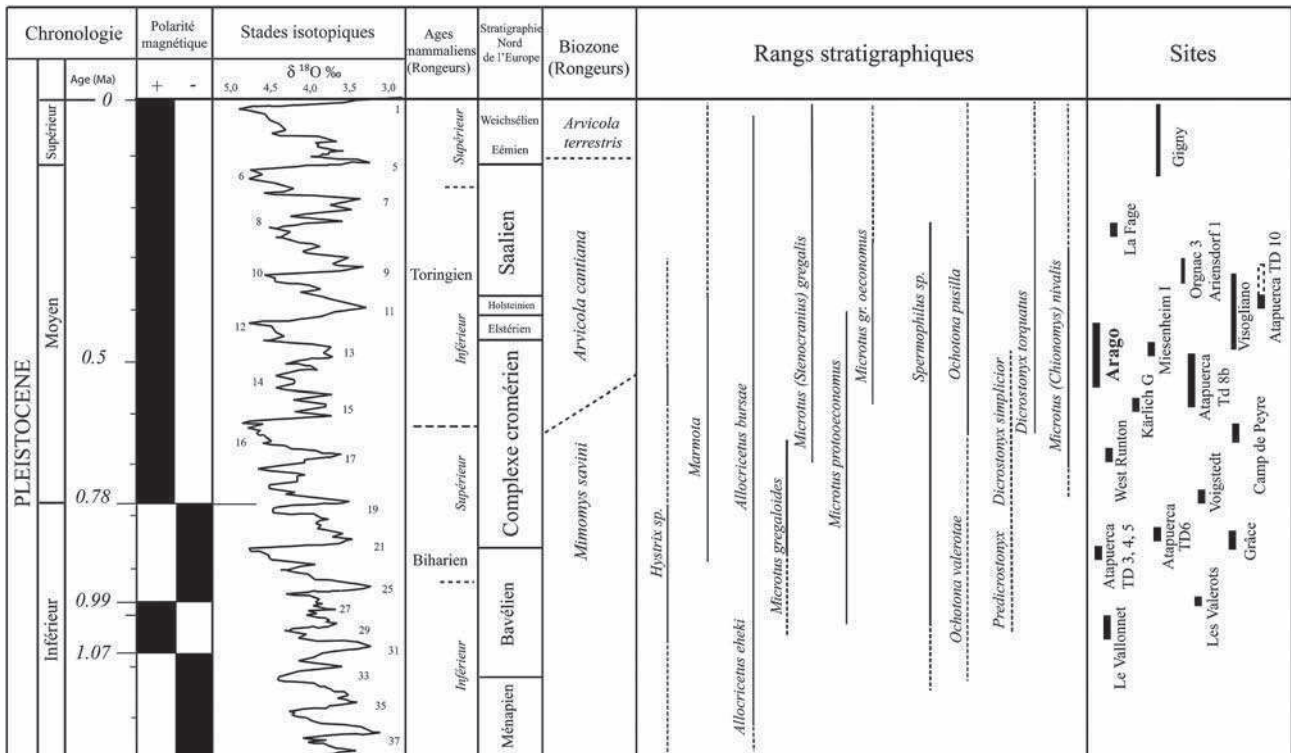 Chronologie
Polarité
magnétique
Stades isotopiques
Ages
mammaliens
(Rongeurs)
Stratigraphie
Nord
de l'Europe
Biozone
(Rongeurs)
Rangs stratigraphiques
Sites
Age (Ma)
+ -
δ 18O ‰
5,0 4,5 4,0 3,5 3,0
PLEISTOCENE
Supérieur
Moyen
Inférieur
0
0.5
0.78
0.99
1.07
1
5
6
7
8
9
10
11
12
13
14
15
16
17
19
21
25
27
29
31
33
35
37
Toringien
Supérieur
Inférieur
Biharien
Supérieur
Inférieur
Weichsélien
Eémien
Saalien
Holsteinien
Elstérien
Complexe cromérien
Bavélien
Ménapien
Arvicola
terrestris
Arvicola cantiana
Mimomys savini
Hystrix sp.
Marmota
Allocricetus bursae
Allocricetus eheki
Microtus gregaloides
Microtus (Stenocranius) gregalis
Microtus protooeconomus
Microtus gr. oeconomus
Spermophilus sp.
Ochotona pusilla
Ochotona valerotae
Predicrostonyx
Dicrostonyx simplicior
Dicrostonyx torquatus
Microtus (Chionomys) nivalis
Gigny
La Fage
Orgnac 3
Ariensdorf 1
Atapuerca TD 10
Visogliano
Arago
Miesenheim I
Atapuerca
Td 8b
Kärlich G
Camp de Peyre
West Runton
Voigstedt
Atapuerca
TD 3, 4, 5
Atapuerca
TD6
Grâce
Les Valerots
Le Vallonnet